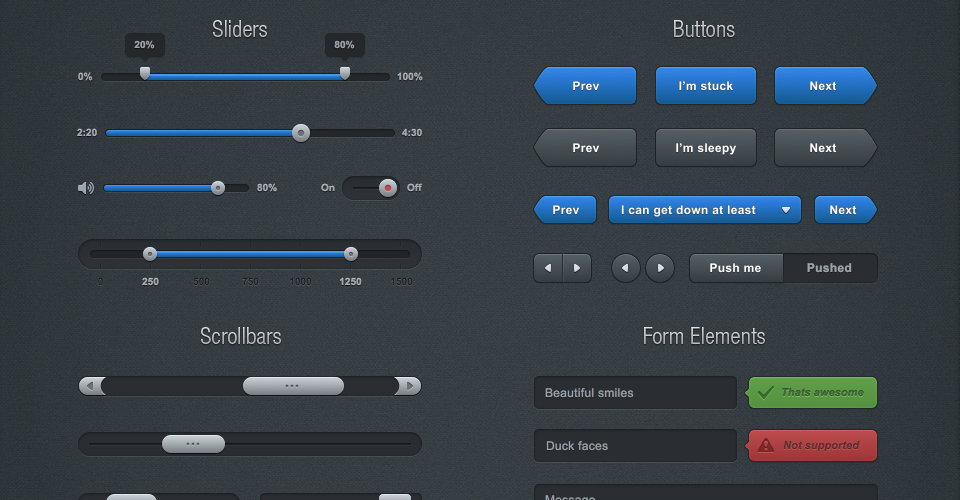 Sliders
20%
80%
0%
100%
2:20
4:30
80%
On
Off
0
250
500
750
1000
1250
1500
Scrollbars
Buttons
Prev
I'm stuck
Next
Prev
I'm sleepy
Next
Prev
I can get down at least
Next
Push me
Pushed
Form Elements
Beautiful smiles
Thats awesome
Duck faces
Not supported
Message